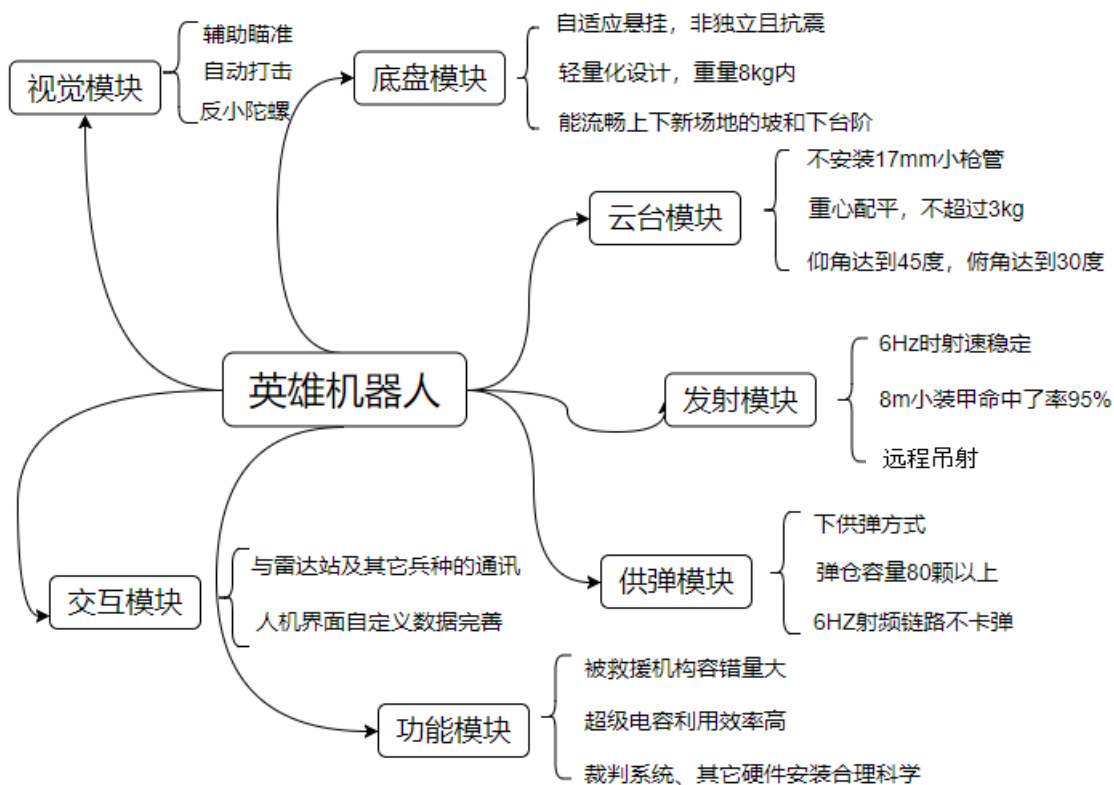 视觉模块
辅助瞄准
自动打击
反小陀螺
底盘模块
自适应悬挂，非独立且抗震
轻量化设计，重量8kg内
能流畅上下新场地的坡和下台阶
云台模块
不安装17mm小枪管
重心配平，不超过3kg
仰角达到45度，俯角达到30度
英雄机器人
发射模块
6Hz时射速稳定
8m小装甲命中了率95%
远程吊射
供弹模块
下供弹方式
弹仓容量80颗以上
6HZ射频链路不卡弹
交互模块
与雷达站及其它兵种的通讯
人机界面自定义数据完善
功能模块
被救援机构容错量大
超级电容利用效率高
裁判系统、其它硬件安装合理科学